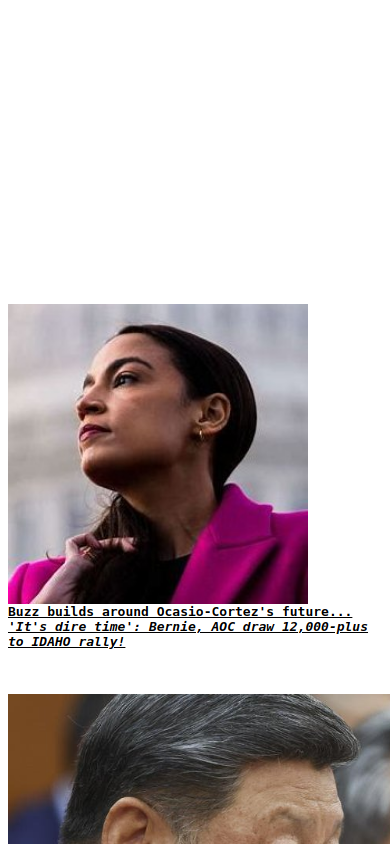 Buzz builds around Ocasio-Cortez's future...
'It's dire time': Bernie, AOC draw 12,000-plus
to IDAHO rally!